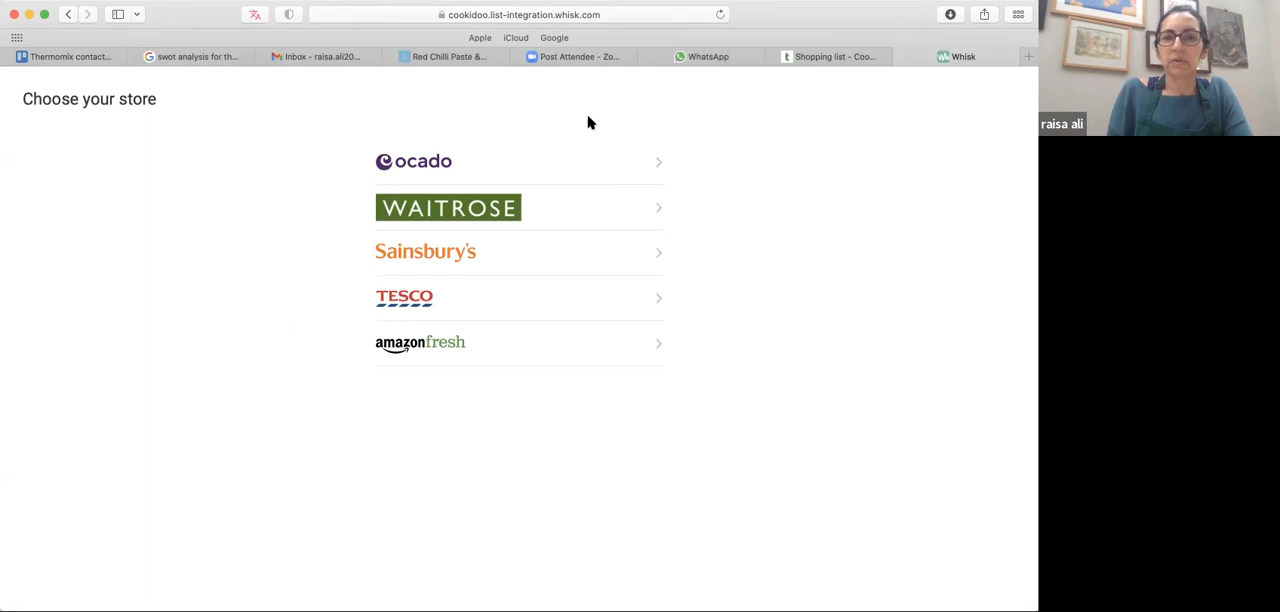 cookidoo.list-integration.whisk.com
Apple iCloud Google
Thermomix contact... swot analysis for th... Inbox - raisa.ali20... Red Chilli Paste &... Post Attendee - Zo... WhatsApp Shopping list - Coo... Whisk
Choose your store
ocado
WAITROSE
Sainsbury's
TESCO
amazonfresh
raisa ali